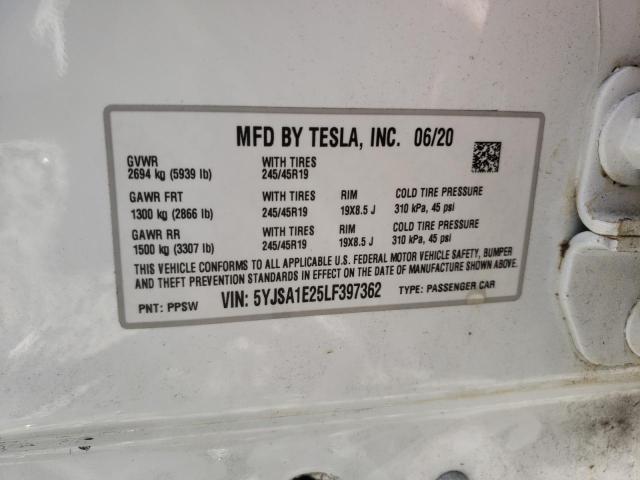 MFD BY TESLA, INC. 06/20
GVWR WITH TIRES
2694 kg (5939 lb) 245/45R19
GAWR FRT WITH TIRES RIM COLD TIRE PRESSURE
1300 kg (2866 lb) 245/45R19 19X8.5 J 310 kPa, 45 psi
GAWR RR WITH TIRES RIM COLD TIRE PRESSURE
1500 kg (3307 lb) 245/45R19 19X8.5 J 310 kPa, 45 psi
THIS VEHICLE CONFORMS TO ALL APPLICABLE U.S. FEDERAL MOTOR VEHICLE SAFETY, BUMPER
AND THEFT PREVENTION STANDARDS IN EFFECT ON THE DATE OF MANUFACTURE SHOWN ABOVE.
PNT: PPSW VIN: 5YJSA1E25LF397362 TYPE: PASSENGER CAR